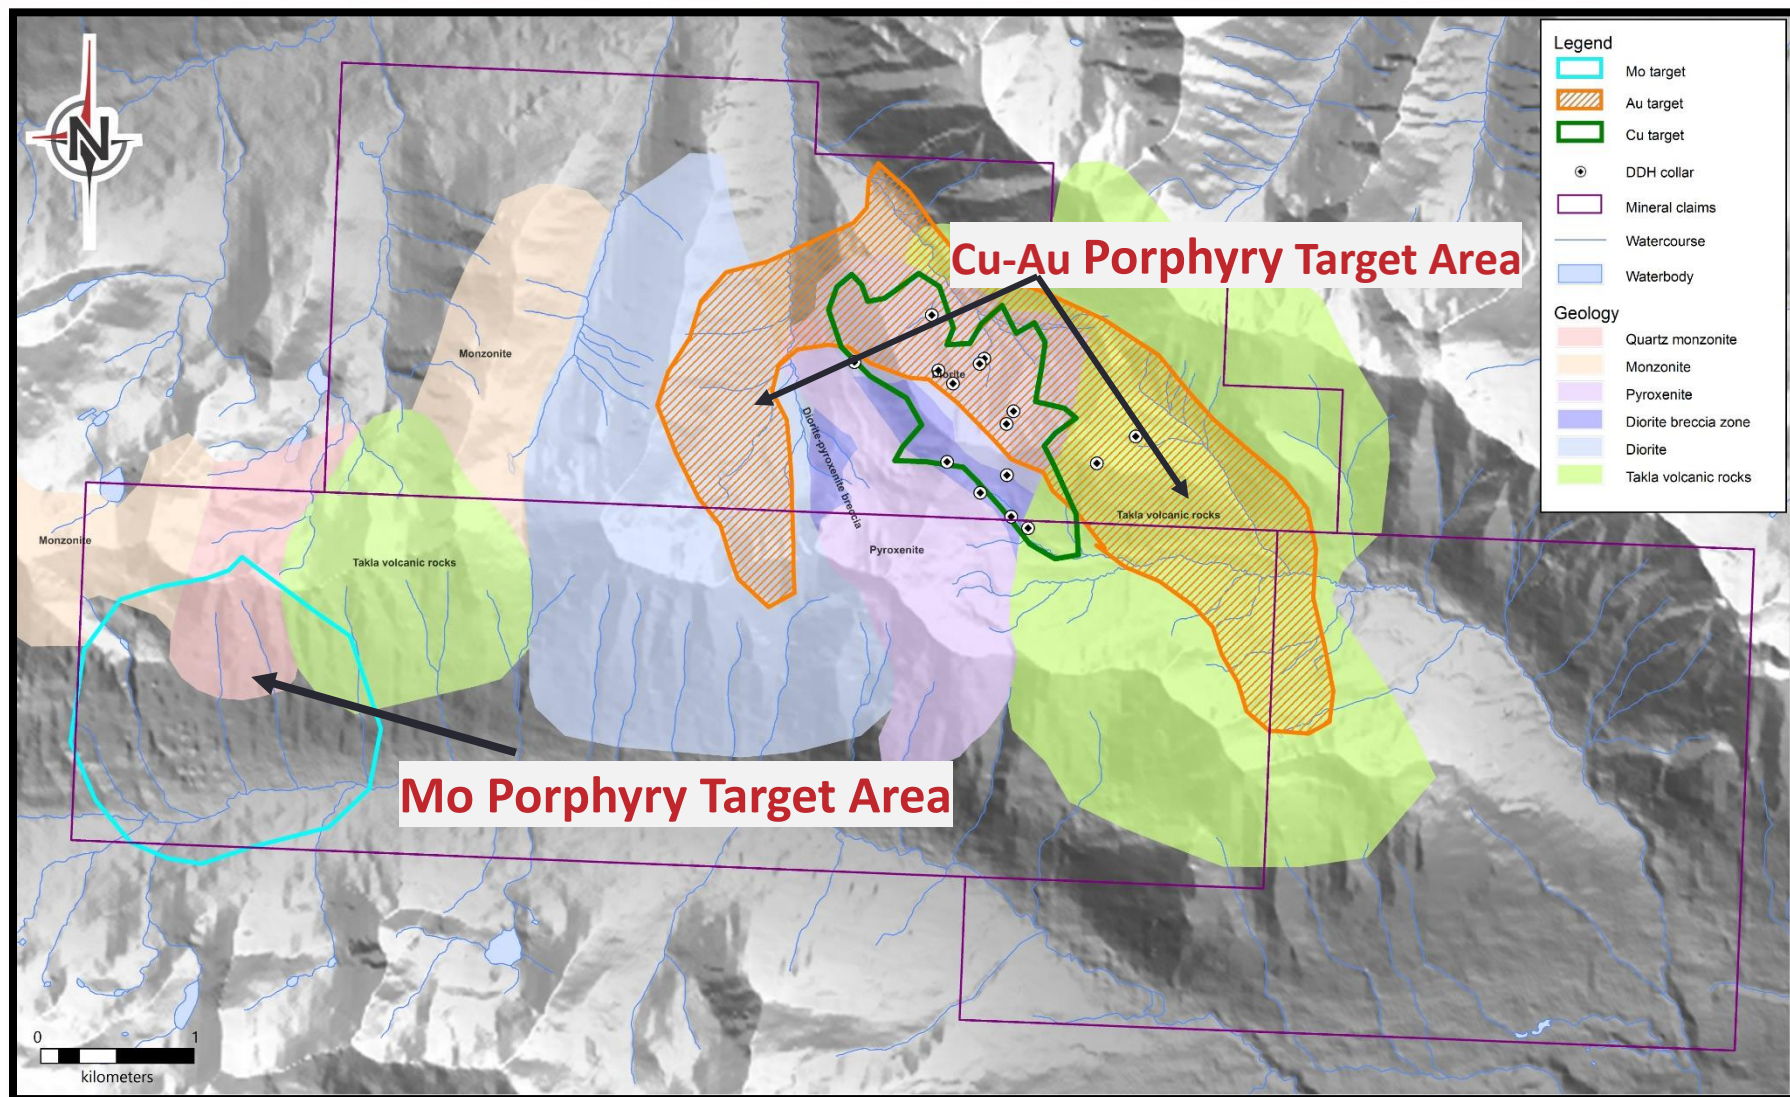 N
Legend
Mo target
Au target
Cu target
DDH collar
Mineral claims
Watercourse
Waterbody
Geology
Quartz monzonite
Monzonite
Pyroxenite
Diorite breccia zone
Diorite
Takla volcanic rocks
Cu-Au Porphyry Target Area
Monzonite
Diorite
Diorite-pyroxenite breccia
Takla volcanic rocks
Monzonite
Pyroxenite
Takla volcanic rocks
Mo Porphyry Target Area
0 1
kilometers